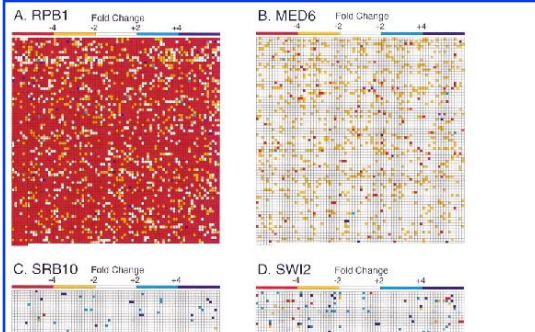 A. RPB1 Fold Change
-4 -2 +2 +4
B. MED6 Fold Change
-4 -2 +2 +4
C. SRB10 Fold Change
-4 -2 +2 +4
D. SWI2 Fold Change
-4 -2 +2 +4